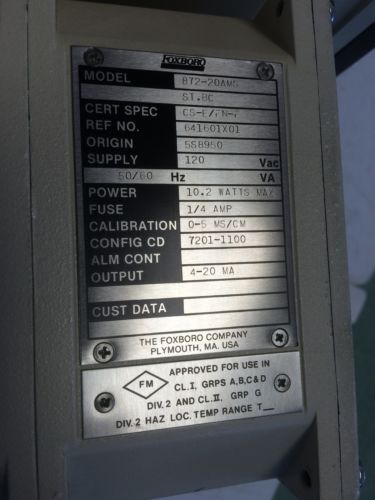 FOXBORO
MODEL 872-20AMS
ST.BC
CERT SPEC CS-E/FN-
REF NO. 641601X01
ORIGIN 5S8950
SUPPLY 120 Vac
50/60 Hz VA
POWER 10.2 WATTS MAX
FUSE 1/4 AMP
CALIBRATION 0-5 MS/CM
CONFIG CD 7201-1100
ALM CONT
OUTPUT 4-20 MA
CUST DATA
THE FOXBORO COMPANY
PLYMOUTH, MA. USA
FM
APPROVED FOR USE IN
CL.I, GRPS A,B,C & D
DIV. 2 AND CL.II, GRP G
DIV. 2 HAZ LOC. TEMP RANGE T__